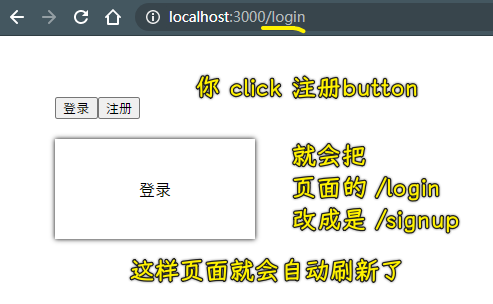 localhost:3000/login
你 click 注册button
登录 注册
就会把
页面的 /login
登录
改成是 /signup
这样页面就会自动刷新了